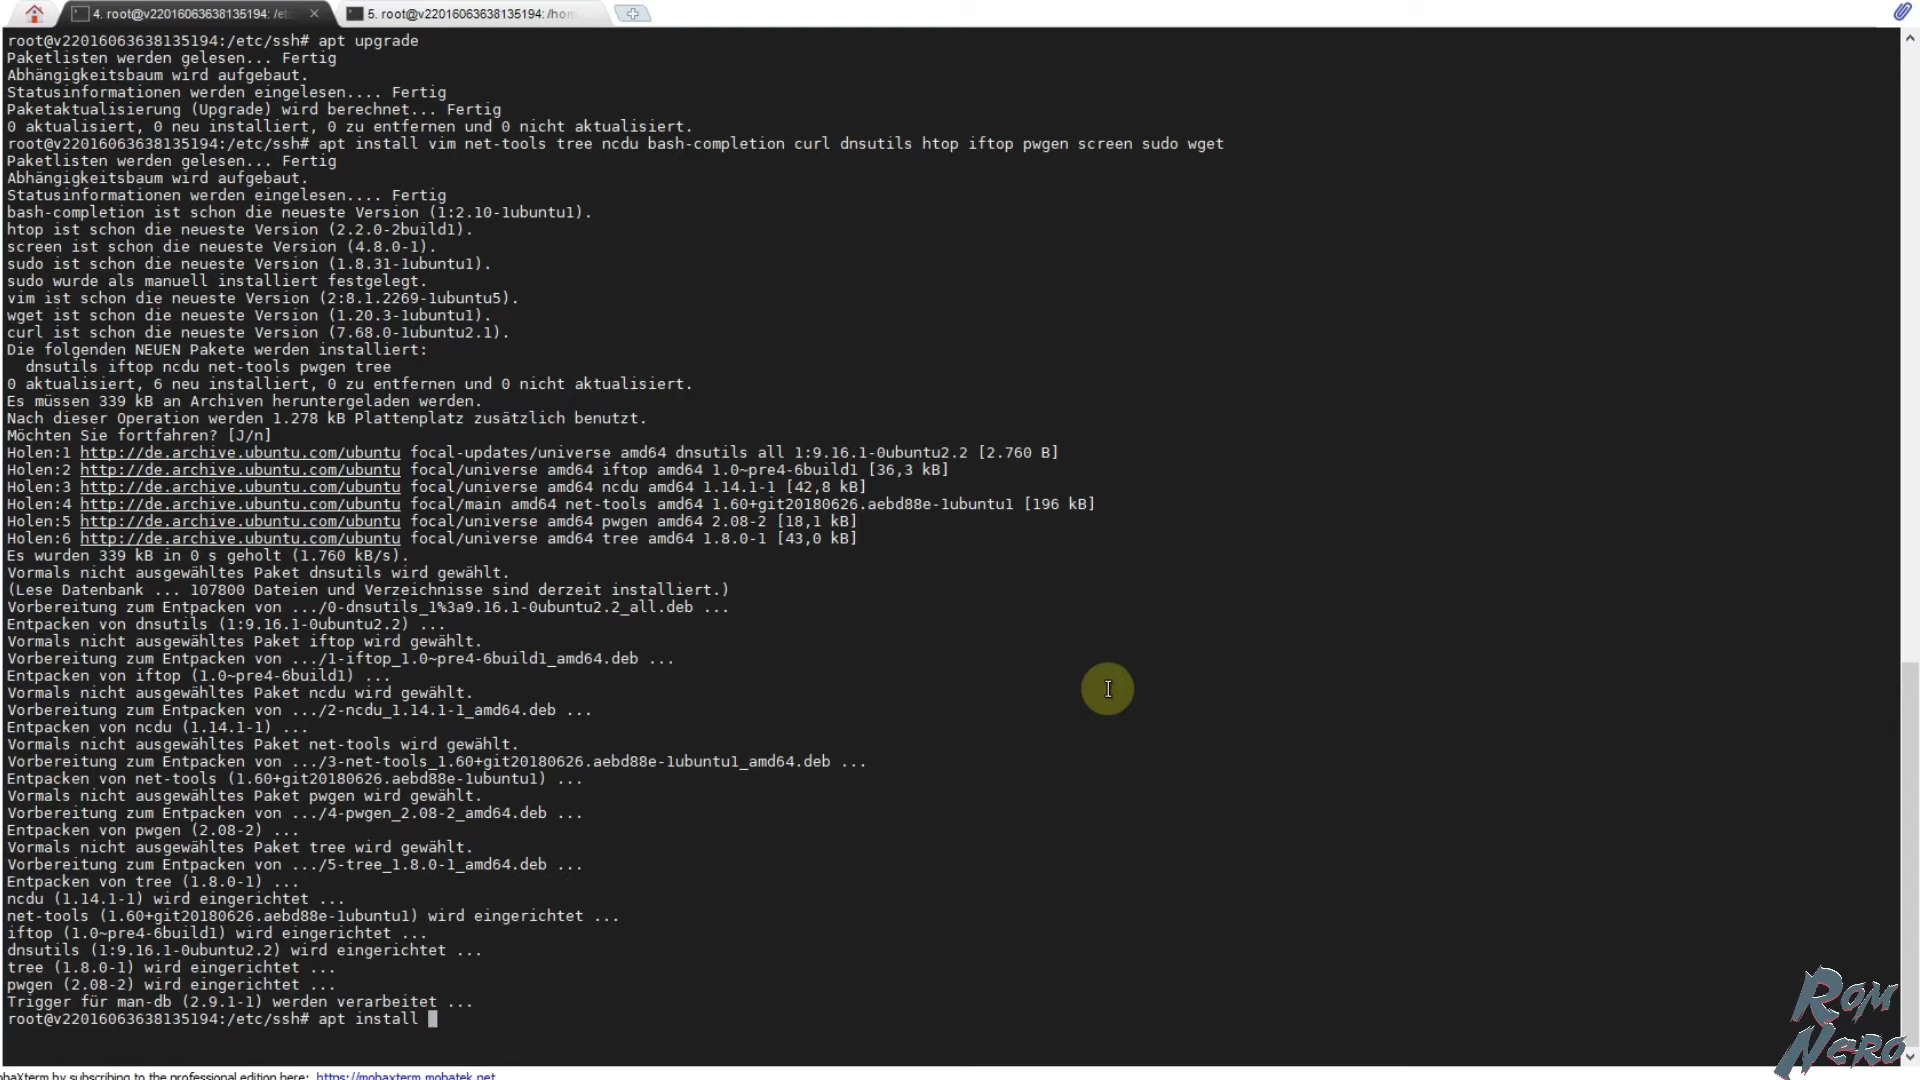 4. root@v22016063638135194: /etc
5. root@v22016063638135194: /hom
root@v22016063638135194:/etc/ssh# apt upgrade
Paketlisten werden gelesen... Fertig
Abhängigkeitsbaum wird aufgebaut.
Statusinformationen werden eingelesen.... Fertig
Paketaktualisierung (Upgrade) wird berechnet... Fertig
0 aktualisiert, 0 neu installiert, 0 zu entfernen und 0 nicht aktualisiert.
root@v22016063638135194:/etc/ssh# apt install vim net-tools tree ncdu bash-completion curl dnsutils htop iftop pwgen screen sudo wget
Paketlisten werden gelesen... Fertig
Abhängigkeitsbaum wird aufgebaut.
Statusinformationen werden eingelesen.... Fertig
bash-completion ist schon die neueste Version (1:2.10-1ubuntu1).
htop ist schon die neueste Version (2.2.0-2build1).
screen ist schon die neueste Version (4.8.0-1).
sudo ist schon die neueste Version (1.8.31-1ubuntu1).
sudo wurde als manuell installiert festgelegt.
vim ist schon die neueste Version (2:8.1.2269-1ubuntu5).
wget ist schon die neueste Version (1.20.3-1ubuntu1).
curl ist schon die neueste Version (7.68.0-1ubuntu2.1).
Die folgenden NEUEN Pakete werden installiert:
dnsutils iftop ncdu net-tools pwgen tree
0 aktualisiert, 6 neu installiert, 0 zu entfernen und 0 nicht aktualisiert.
Es müssen 339 kB an Archiven heruntergeladen werden.
Nach dieser Operation werden 1.278 kB Plattenplatz zusätzlich benutzt.
Möchten Sie fortfahren? [J/n]
Holen:1 http://de.archive.ubuntu.com/ubuntu focal-updates/universe amd64 dnsutils all 1:9.16.1-0ubuntu2.2 [2.760 B]
Holen:2 http://de.archive.ubuntu.com/ubuntu focal/universe amd64 iftop amd64 1.0~pre4-6build1 [36,3 kB]
Holen:3 http://de.archive.ubuntu.com/ubuntu focal/universe amd64 ncdu amd64 1.14.1-1 [42,8 kB]
Holen:4 http://de.archive.ubuntu.com/ubuntu focal/main amd64 net-tools amd64 1.60+git20180626.aebd88e-1ubuntu1 [196 kB]
Holen:5 http://de.archive.ubuntu.com/ubuntu focal/universe amd64 pwgen amd64 2.08-2 [18,1 kB]
Holen:6 http://de.archive.ubuntu.com/ubuntu focal/universe amd64 tree amd64 1.8.0-1 [43,0 kB]
Es wurden 339 kB in 0 s geholt (1.760 kB/s).
Vormals nicht ausgewähltes Paket dnsutils wird gewählt.
(Lese Datenbank ... 107800 Dateien und Verzeichnisse sind derzeit installiert.)
Vorbereitung zum Entpacken von .../0-dnsutils_1%3a9.16.1-0ubuntu2.2_all.deb ...
Entpacken von dnsutils (1:9.16.1-0ubuntu2.2) ...
Vormals nicht ausgewähltes Paket iftop wird gewählt.
Vorbereitung zum Entpacken von .../1-iftop_1.0~pre4-6build1_amd64.deb ...
Entpacken von iftop (1.0~pre4-6build1) ...
Vormals nicht ausgewähltes Paket ncdu wird gewählt.
Vorbereitung zum Entpacken von .../2-ncdu_1.14.1-1_amd64.deb ...
Entpacken von ncdu (1.14.1-1) ...
Vormals nicht ausgewähltes Paket net-tools wird gewählt.
Vorbereitung zum Entpacken von .../3-net-tools_1.60+git20180626.aebd88e-1ubuntu1_amd64.deb ...
Entpacken von net-tools (1.60+git20180626.aebd88e-1ubuntu1) ...
Vormals nicht ausgewähltes Paket pwgen wird gewählt.
Vorbereitung zum Entpacken von .../4-pwgen_2.08-2_amd64.deb ...
Entpacken von pwgen (2.08-2) ...
Vormals nicht ausgewähltes Paket tree wird gewählt.
Vorbereitung zum Entpacken von .../5-tree_1.8.0-1_amd64.deb ...
Entpacken von tree (1.8.0-1) ...
ncdu (1.14.1-1) wird eingerichtet ...
net-tools (1.60+git20180626.aebd88e-1ubuntu1) wird eingerichtet ...
iftop (1.0~pre4-6build1) wird eingerichtet ...
dnsutils (1:9.16.1-0ubuntu2.2) wird eingerichtet ...
tree (1.8.0-1) wird eingerichtet ...
pwgen (2.08-2) wird eingerichtet ...
Trigger für man-db (2.9.1-1) werden verarbeitet ...
root@v22016063638135194:/etc/ssh# apt install
Rom
Nero
obaXterm by subscribing to the professional edition here: https://mobaxterm.mobatek.net